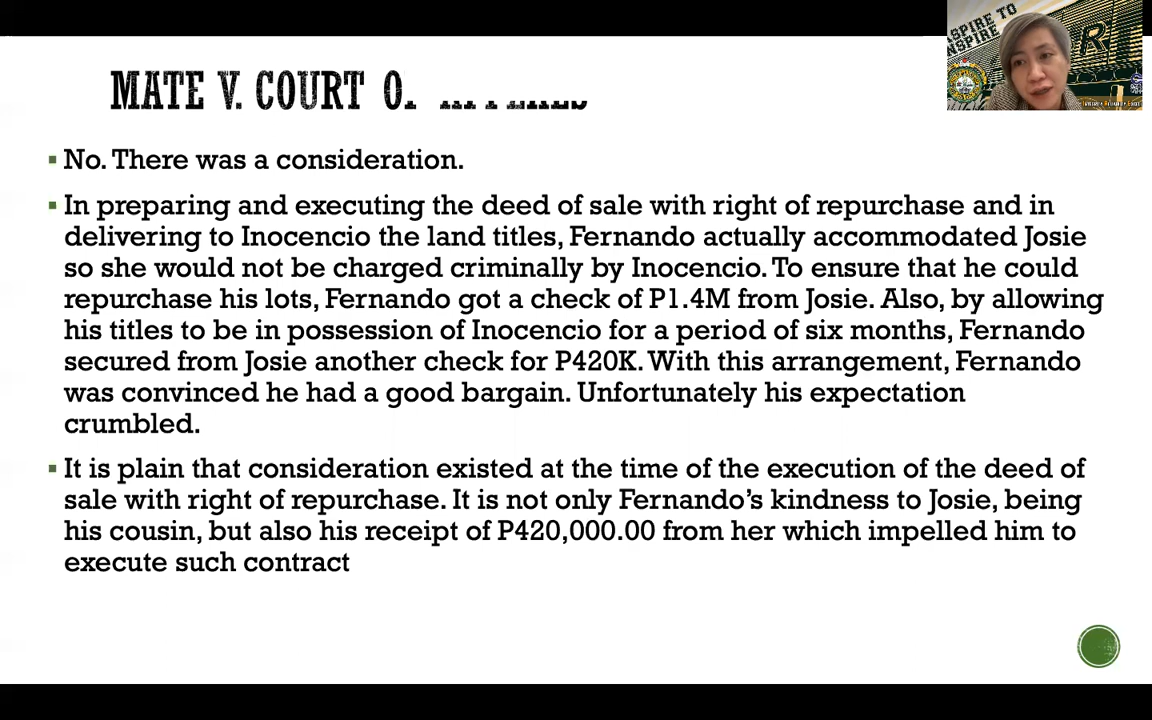 MATE V. COURT
ASPIRE TO
INSPIRE
▪ No. There was a consideration.
▪ In preparing and executing the deed of sale with right of repurchase and in
delivering to Inocencio the land titles, Fernando actually accommodated Josie
so she would not be charged criminally by Inocencio. To ensure that he could
repurchase his lots, Fernando got a check of P1.4M from Josie. Also, by allowing
his titles to be in possession of Inocencio for a period of six months, Fernando
secured from Josie another check for P420K. With this arrangement, Fernando
was convinced he had a good bargain. Unfortunately his expectation
crumbled.
▪ It is plain that consideration existed at the time of the execution of the deed of
sale with right of repurchase. It is not only Fernando’s kindness to Josie, being
his cousin, but also his receipt of P420,000.00 from her which impelled him to
execute such contract